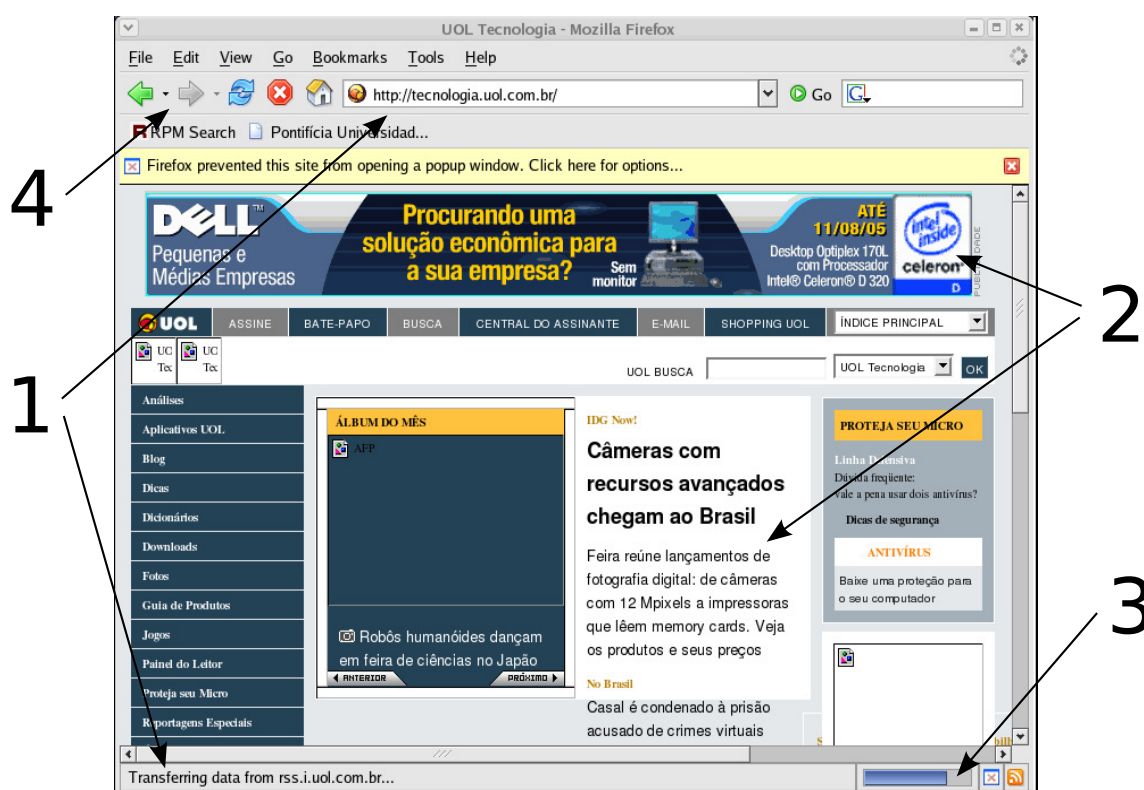 UOL Tecnologia - Mozilla Firefox
File Edit View Go Bookmarks Tools Help
http://tecnologia.uol.com.br/ Go G
RPM Search Pontifícia Universidad...
Firefox prevented this site from opening a popup window. Click here for options...
4
DELL™
Pequenas e
Médias Empresas
Procurando uma
solução econômica para
a sua empresa?
Sem
monitor
ATÉ
11/08/05
Desktop Optiplex 170L
com Processador
Intel® Celeron® D 320
intel
inside
celeron
D
PUBLICIDADE
2
UOL ASSINE BATE-PAPO BUSCA CENTRAL DO ASSINANTE E-MAIL SHOPPING UOL ÍNDICE PRINCIPAL
UC UC
Tex Tex
UOL BUSCA UOL Tecnologia OK
1
Análises
Aplicativos UOL
Blog
Dicas
Dicionários
Downloads
Fotos
Guia de Produtos
Jogos
Painel do Leitor
Proteja seu Micro
Reportagens Especiais
ÁLBUM DO MÊS
AFP
Robôs humanóides dançam
em feira de ciências no Japão
ANTERIOR PRÓXIMO
IDG Now!
Câmeras com
recursos avançados
chegam ao Brasil
Feira reúne lançamentos de
fotografia digital: de câmeras
com 12 Mpixels a impressoras
que lêem memory cards. Veja
os produtos e seus preços
No Brasil
Casal é condenado à prisão
acusado de crimes virtuais
PROTEJA SEU MICRO
Linha Defensiva
Dúvida freqüente:
vale a pena usar dois antivírus?
Dicas de segurança
ANTIVÍRUS
Baixe uma proteção para
o seu computador
3
Transferring data from rss.i.uol.com.br...